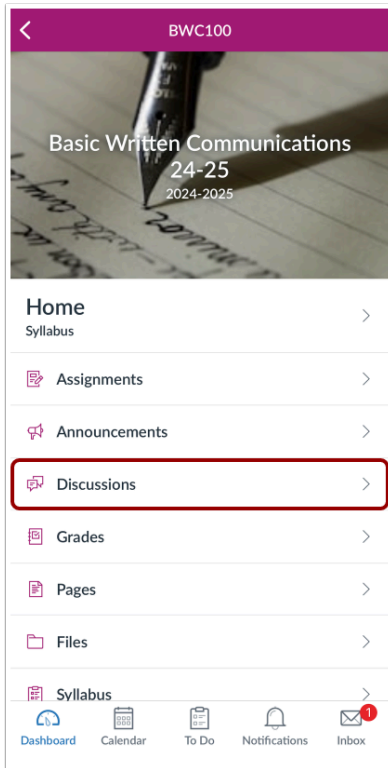 BWC100
Basic Written Communications
24-25
2024-2025
Home
Syllabus
Assignments
Announcements
Discussions
Grades
Pages
Files
Syllabus
Dashboard
Calendar
To Do
Notifications
Inbox
1